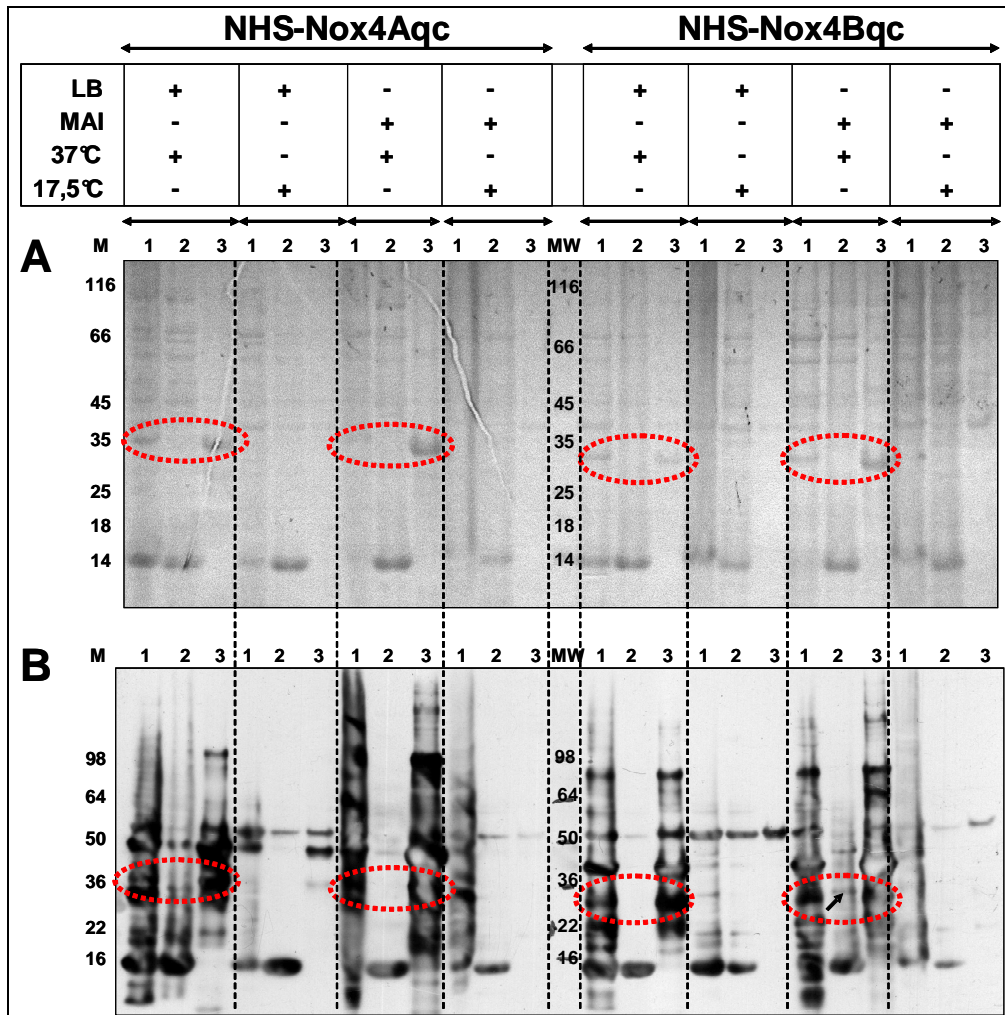 NHS-Nox4Aqc NHS-Nox4Bqc
LB + + - - + + - -
MAI - - + + - - + +
37°C + - + - + - + -
17,5°C - + - + - + - +
A
M 1 2 3 1 2 3 1 2 3 1 2 3 MW 1 2 3 1 2 3 1 2 3 1 2 3
116 116
66 66
45 45
35 35
25 25
18 18
14 14
B
M 1 2 3 1 2 3 1 2 3 1 2 3 MW 1 2 3 1 2 3 1 2 3 1 2 3
98 98
64 64
50 50
36 36
22 22
16 16